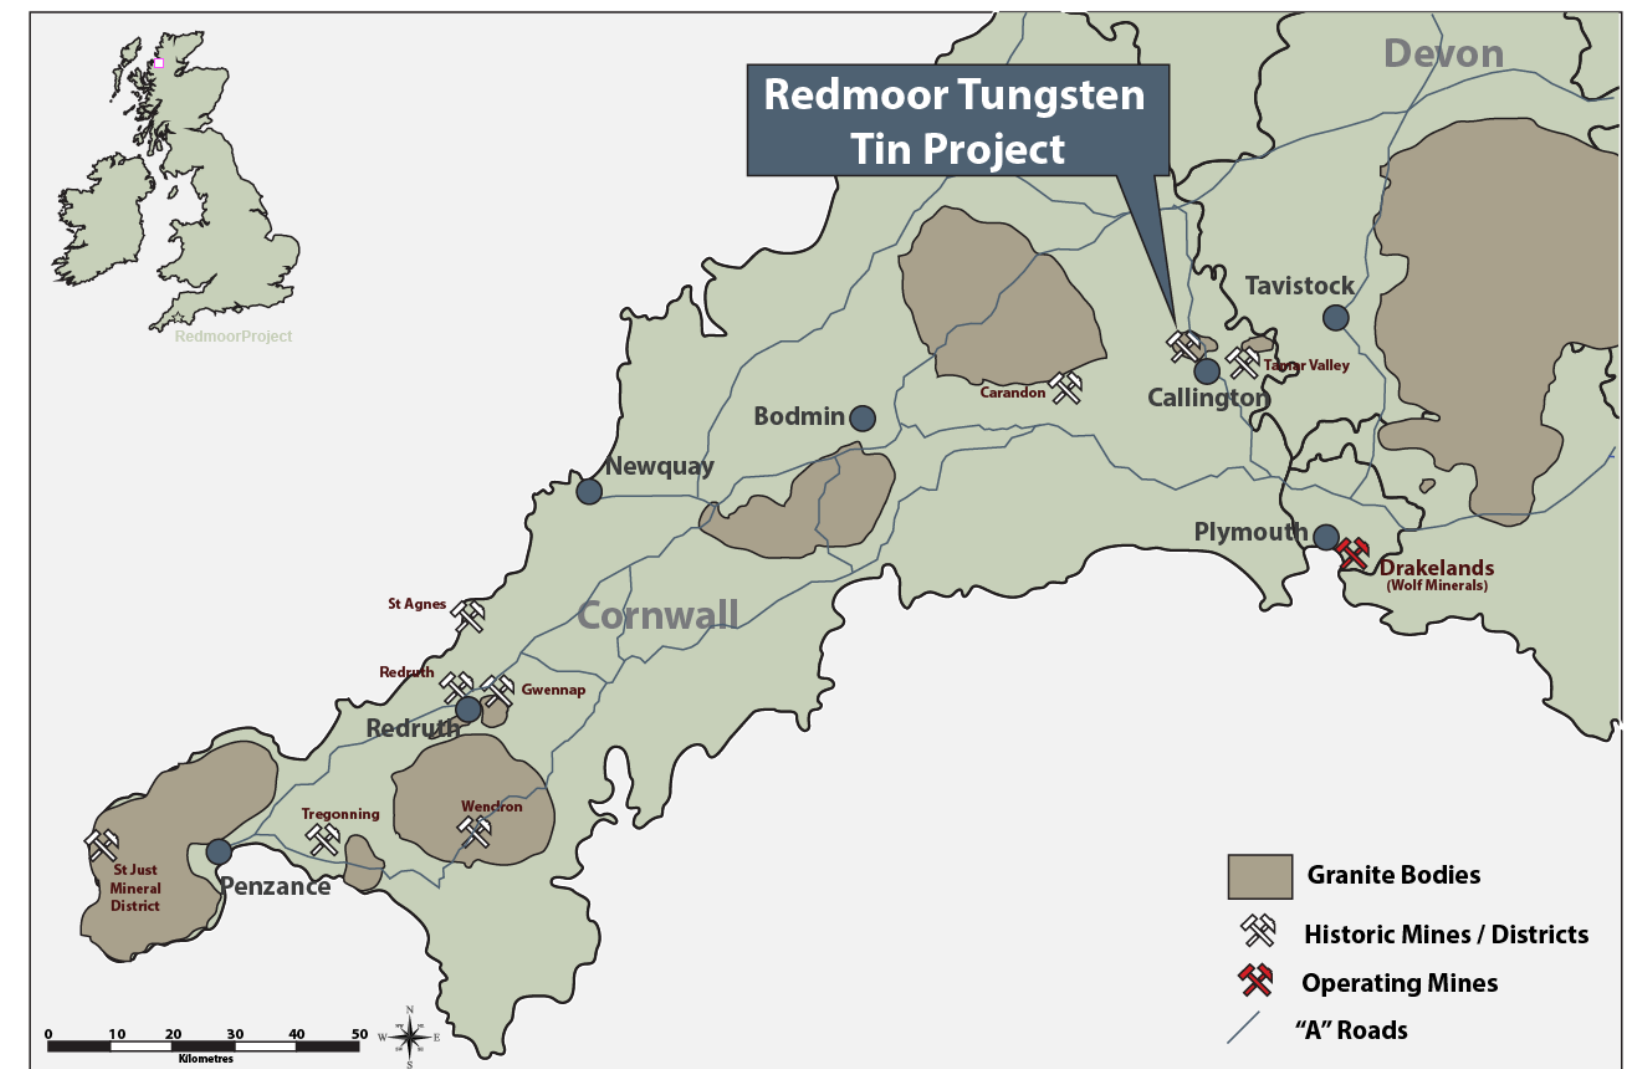 Devon
Redmoor Tungsten
Tin Project
RedmoorProject
Tavistock
Tamar Valley
Carandon
Callington
Bodmin
Newquay
Plymouth
Drakelands
(Wolf Minerals)
St Agnes
Cornwall
Redruth
Gwennap
Redruth
Wendron
Tregonning
St Just
Mineral
District
Penzance
Granite Bodies
Historic Mines / Districts
Operating Mines
“A” Roads
0 10 20 30 40 50
Kilometres
N
W E
S